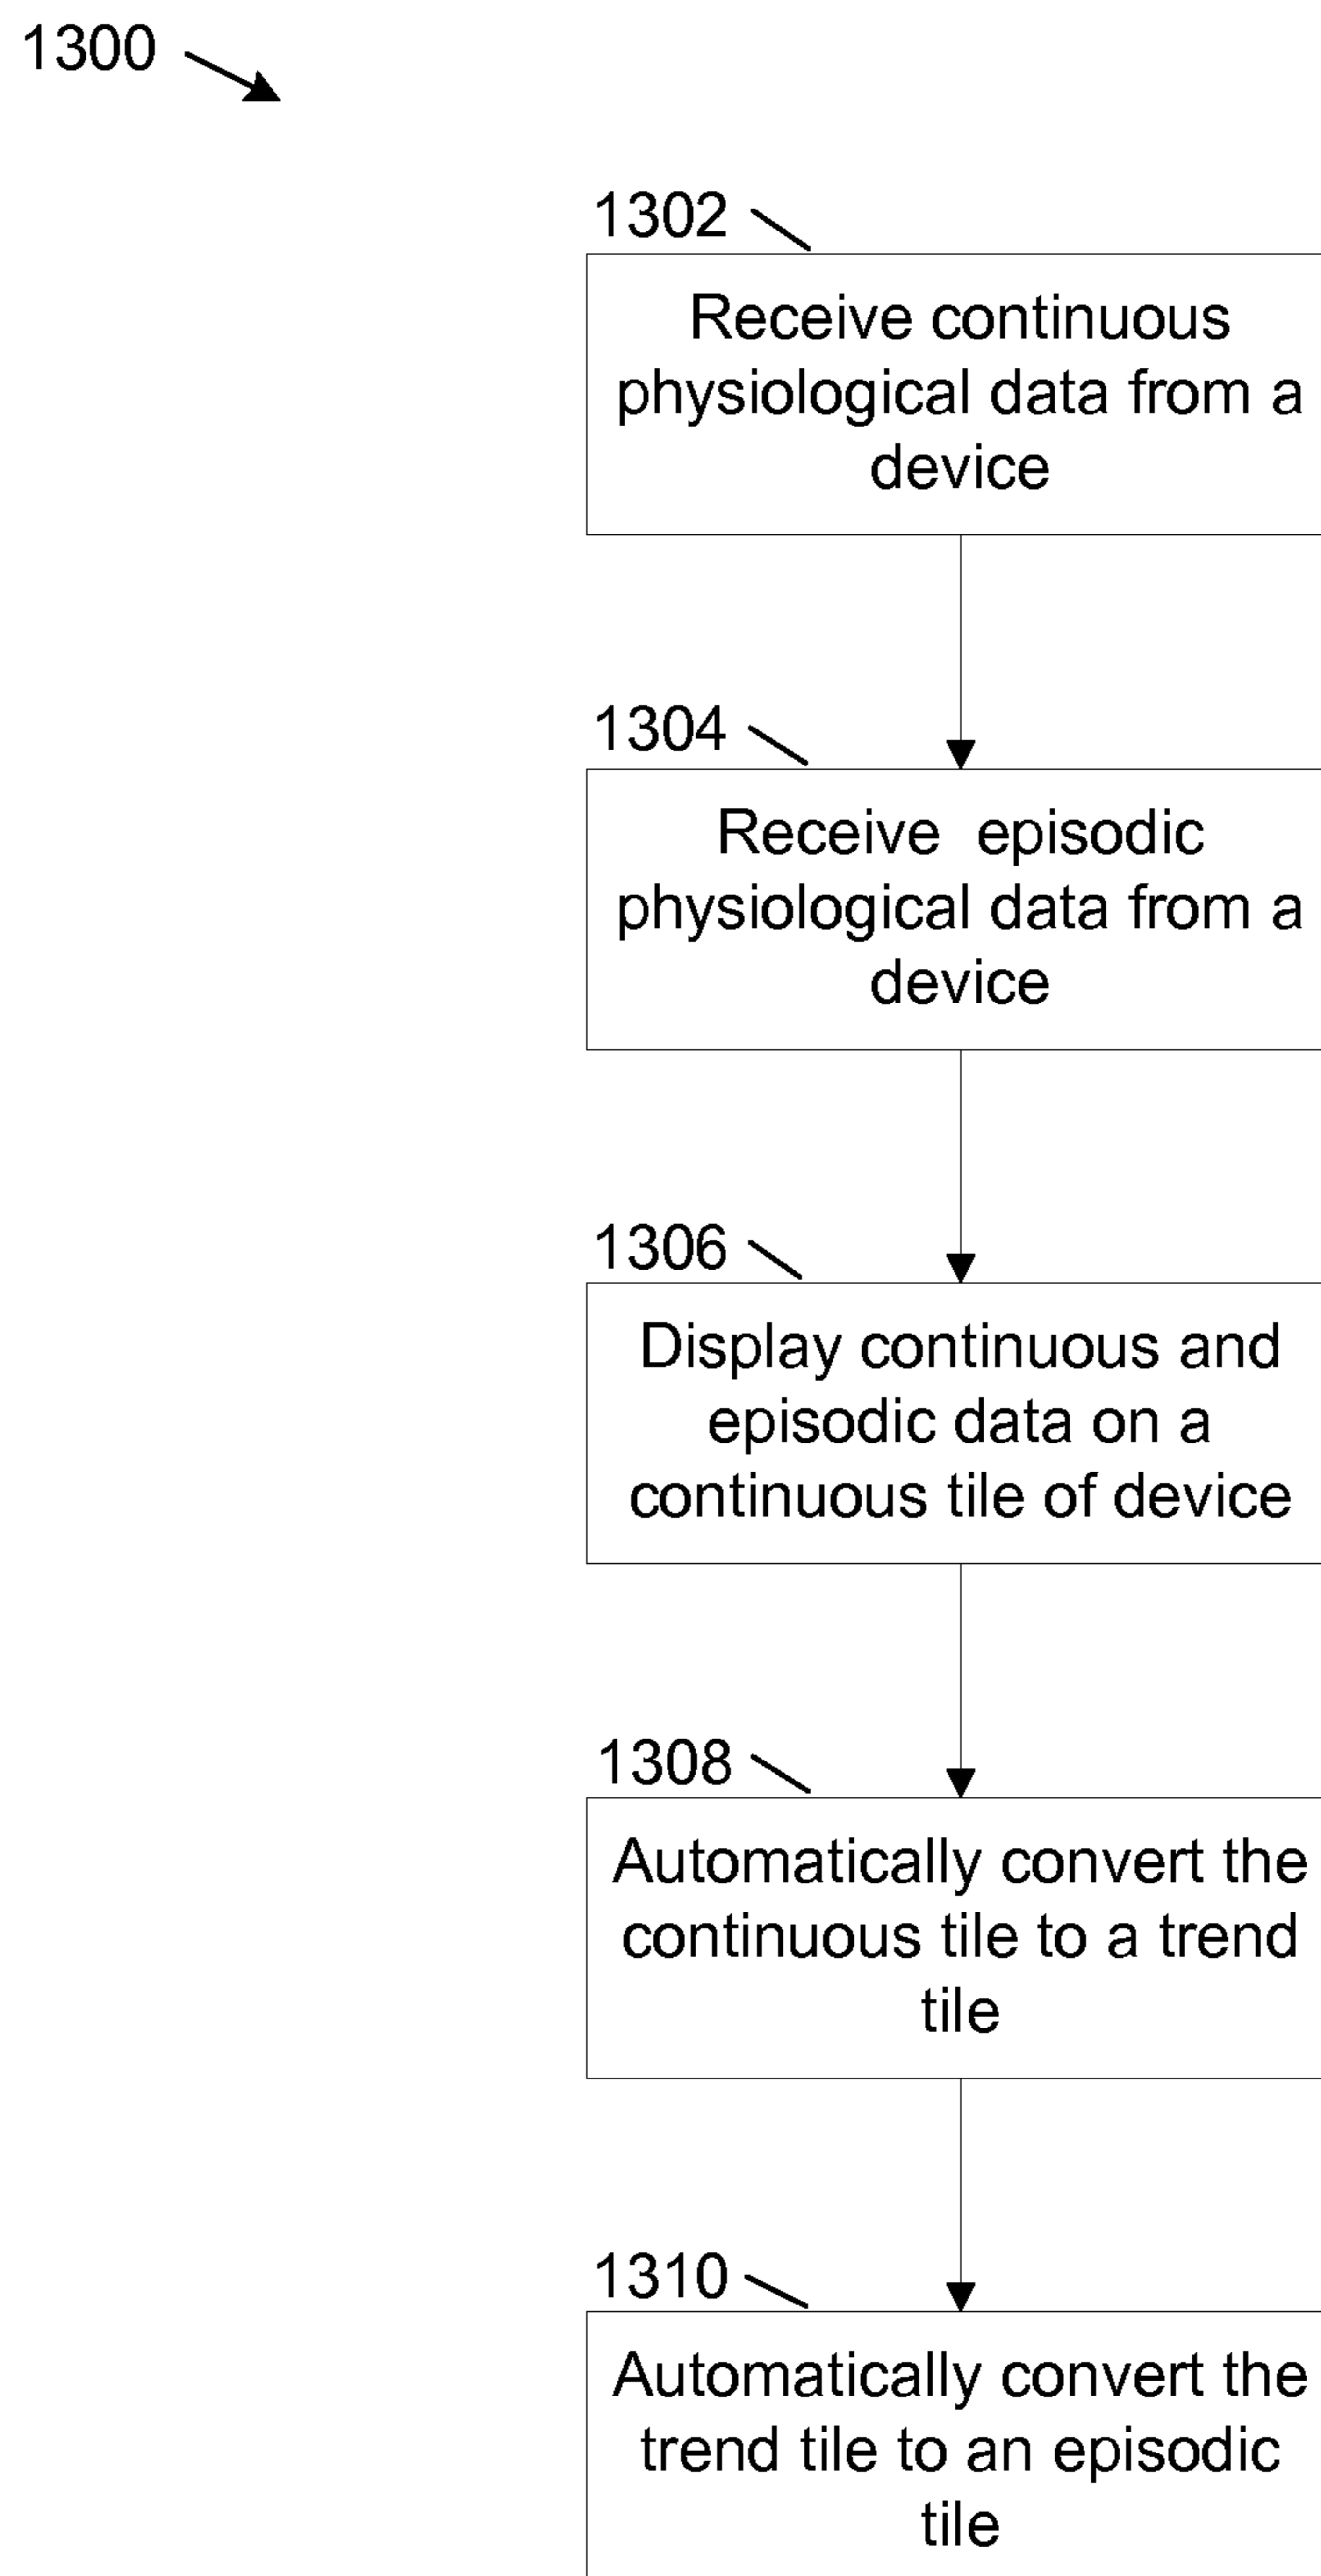 1300
1302
Receive continuous
physiological data from a
device
1304
Receive  episodic
physiological data from a
device
1306
Display continuous and
episodic data on a
continuous tile of device
1308
Automatically convert the
continuous tile to a trend
tile
1310
Automatically convert the
trend tile to an episodic
tile